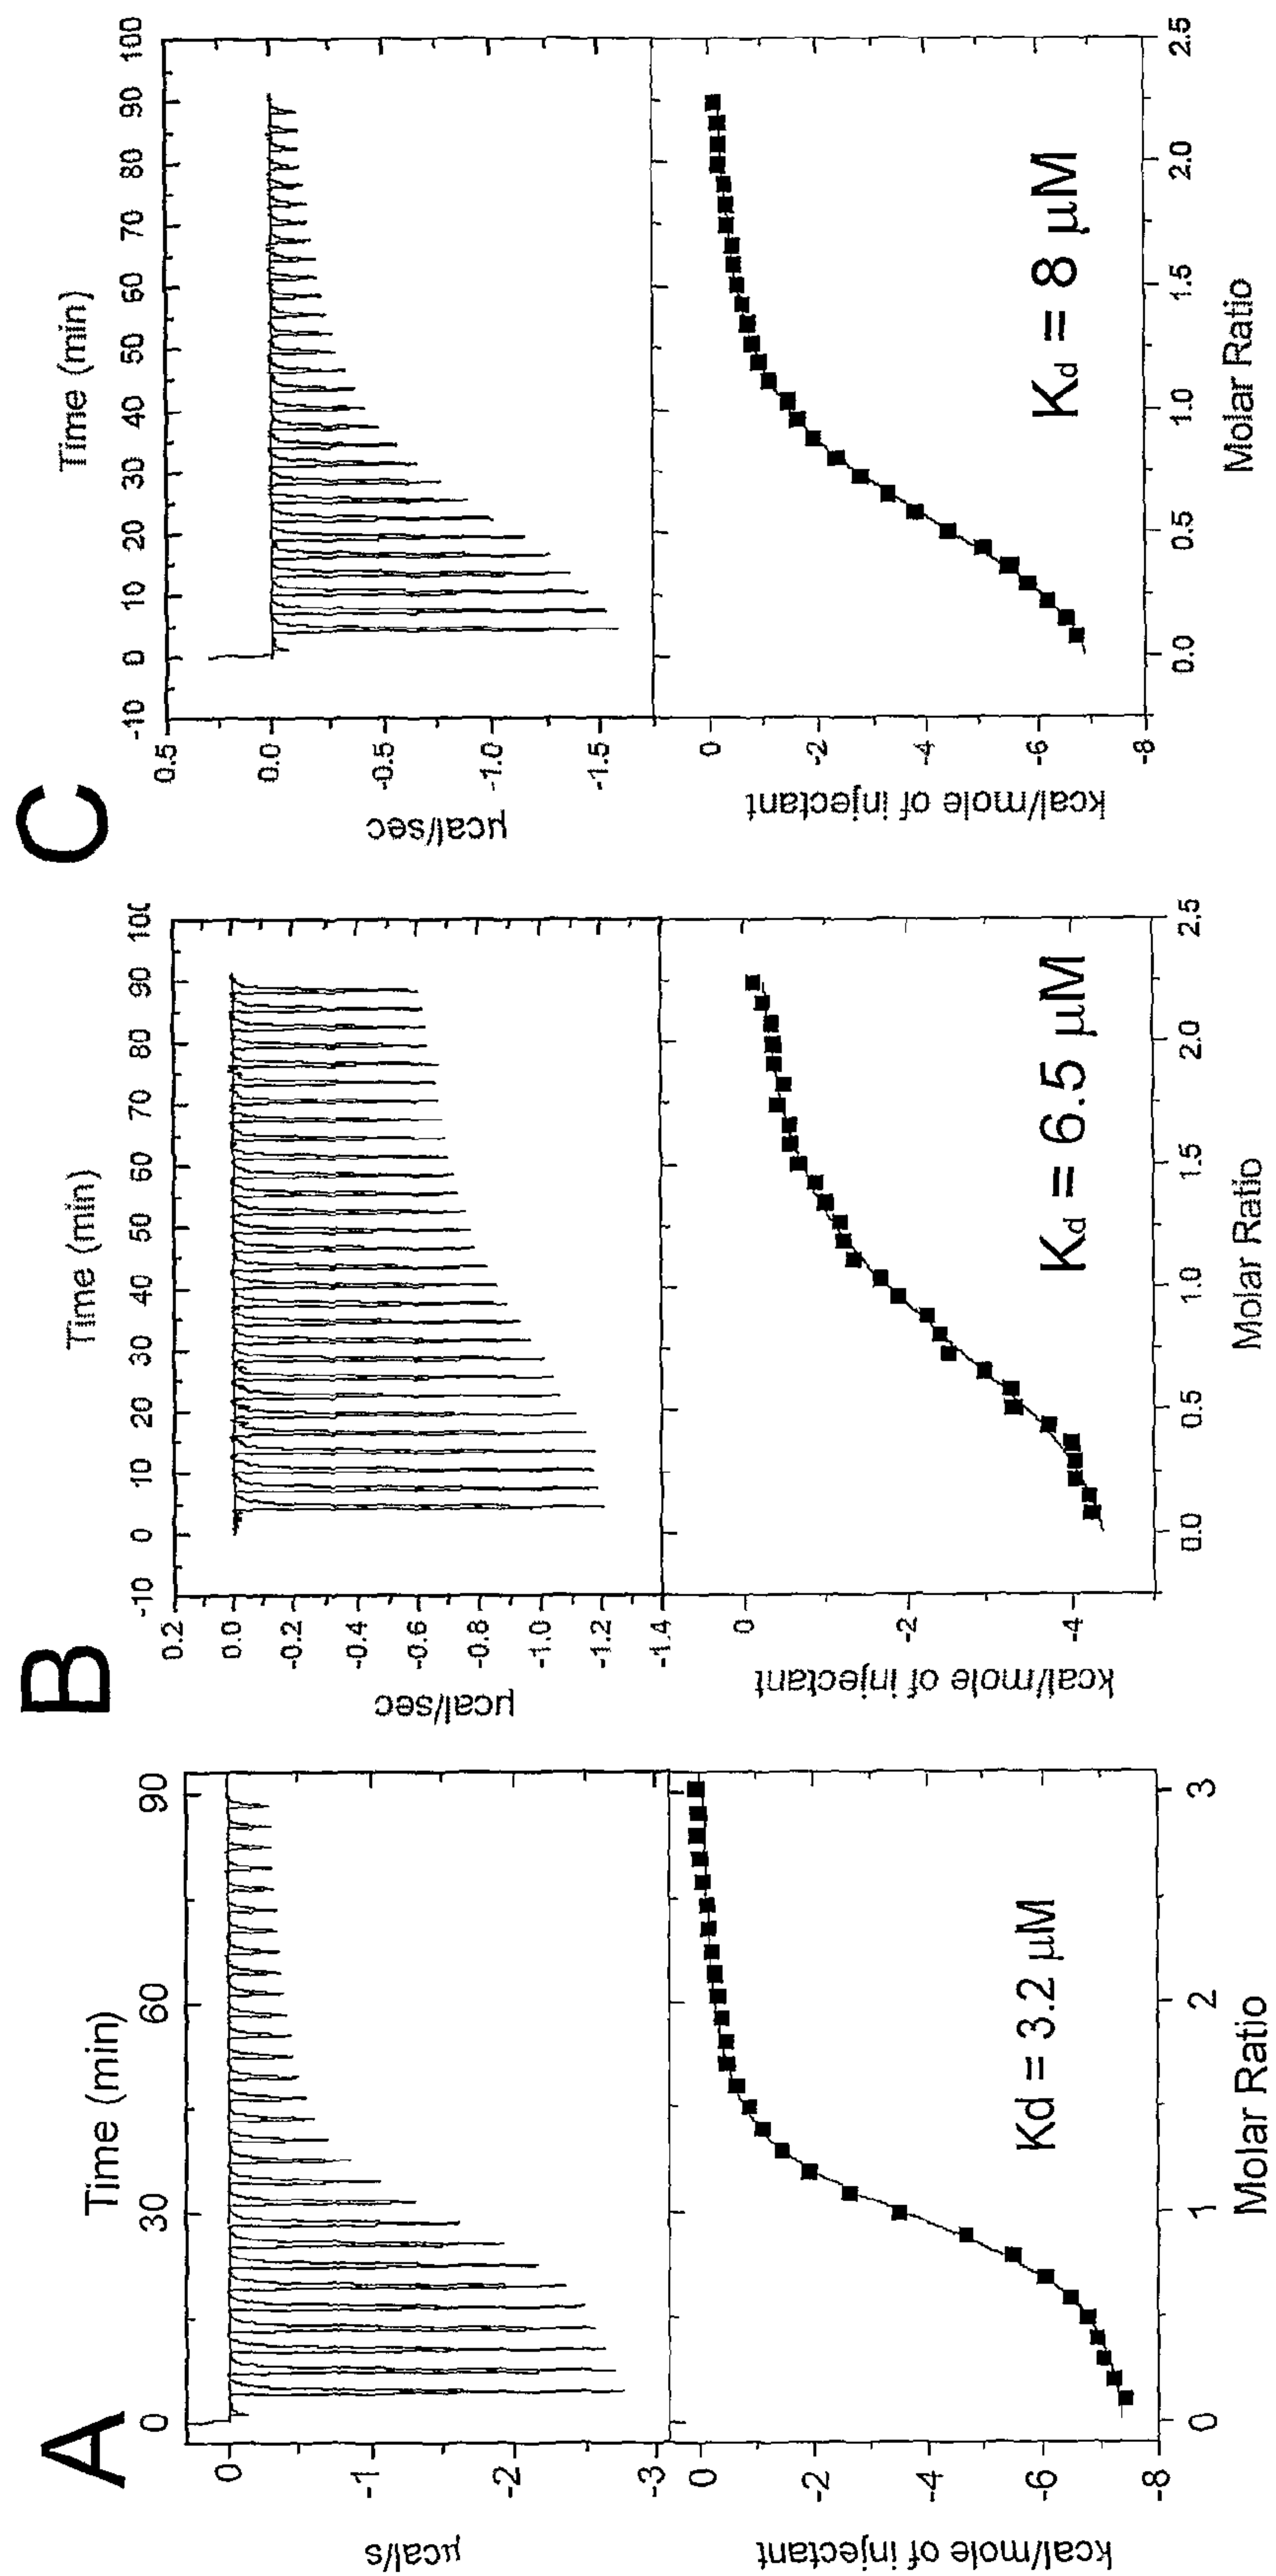 A
Time (min)
0 30 60 90
0
-1
-2
-3
µcal/s
0
-2
-4
-6
-8
kcal/mole of injectant
Kd = 3.2 µM
0 1 2 3
Molar Ratio
B
Time (min)
-10 0 10 20 30 40 50 60 70 80 90
0.2
0.0
-0.2
-0.4
-0.6
-0.8
-1.0
-1.2
-1.4
µcal/sec
0
-2
-4
kcal/mole of injectant
Kd = 6.5 µM
0.0 0.5 1.0 1.5 2.0 2.5
Molar Ratio
C
Time (min)
-10 0 10 20 30 40 50 60 70 80 90 100
0.5
0.0
-0.5
-1.0
-1.5
µcal/sec
0
-2
-4
-6
-8
kcal/mole of injectant
Kd = 8 µM
0.0 0.5 1.0 1.5 2.0 2.5
Molar Ratio